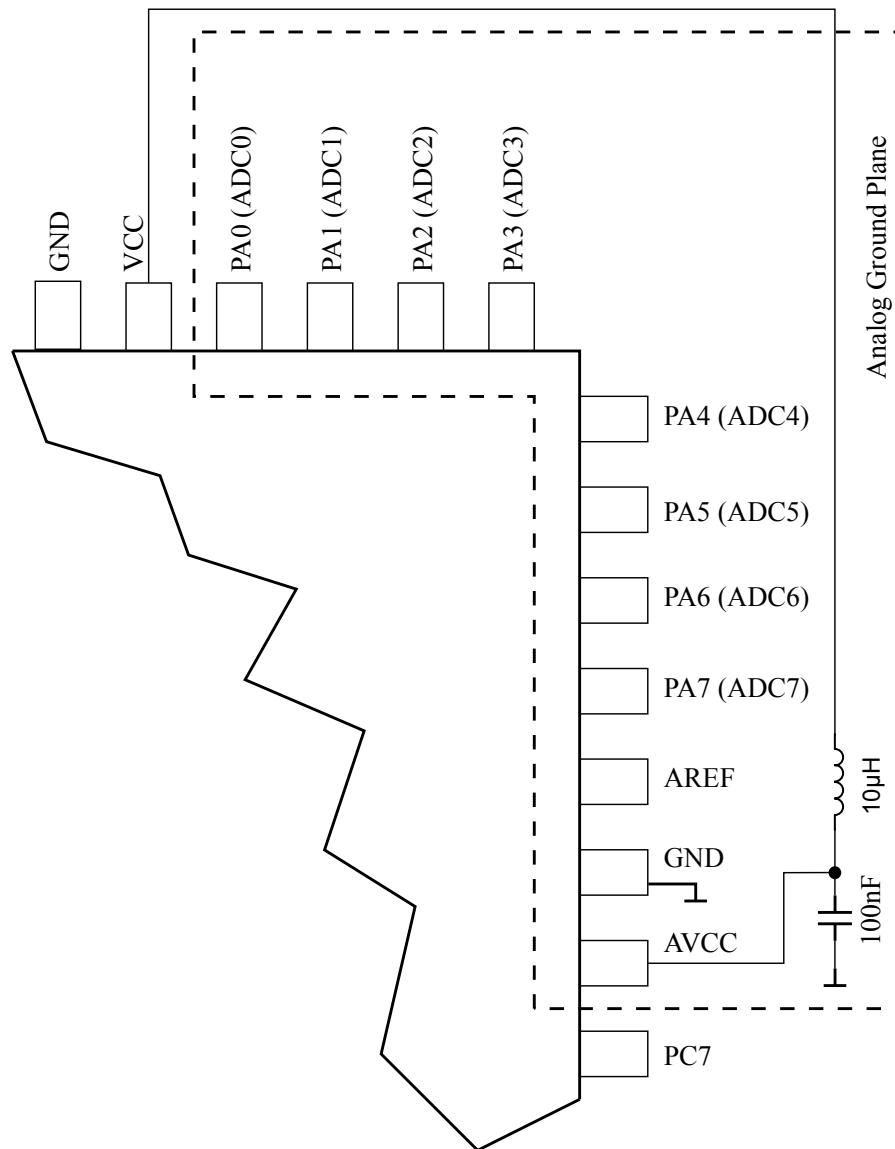 GND
VCC
PA0 (ADC0)
PA1 (ADC1)
PA2 (ADC2)
PA3 (ADC3)
Analog Ground Plane
PA4 (ADC4)
PA5 (ADC5)
PA6 (ADC6)
PA7 (ADC7)
AREF
10µH
GND
100nF
AVCC
PC7